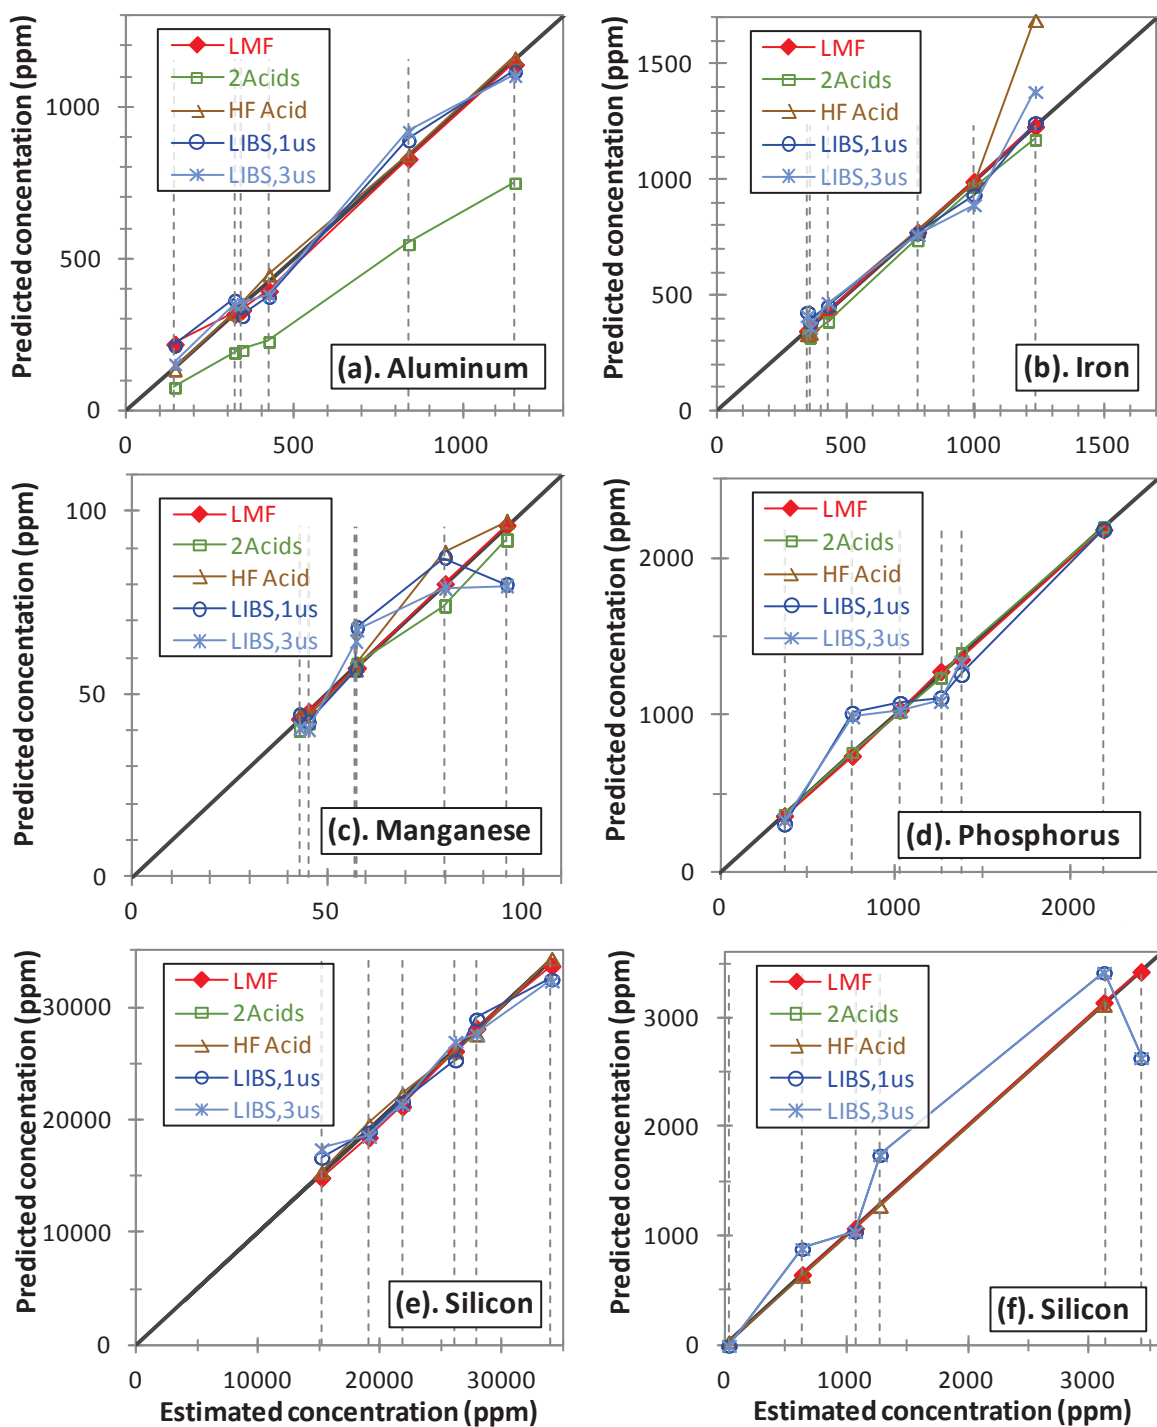 Predicted concentration (ppm)
1000
500
0
0 500 1000
LMF
2Acids
HF Acid
LIBS,1us
LIBS,3us
(a). Aluminum
Predicted concentration (ppm)
1500
1000
500
0
0 500 1000 1500
LMF
2Acids
HF Acid
LIBS,1us
LIBS,3us
(b). Iron
Predicted concentration (ppm)
100
50
0
0 50 100
LMF
2Acids
HF Acid
LIBS,1us
LIBS,3us
(c). Manganese
Predicted concentration (ppm)
2000
1000
0
0 1000 2000
LMF
2Acids
HF Acid
LIBS,1us
LIBS,3us
(d). Phosphorus
Predicted concentration (ppm)
30000
20000
10000
0
0 10000 20000 30000
LMF
2Acids
HF Acid
LIBS,1us
LIBS,3us
(e). Silicon
Estimated concentration (ppm)
Predicted concentration (ppm)
3000
2000
1000
0
0 1000 2000 3000
LMF
2Acids
HF Acid
LIBS,1us
LIBS,3us
(f). Silicon
Estimated concentration (ppm)